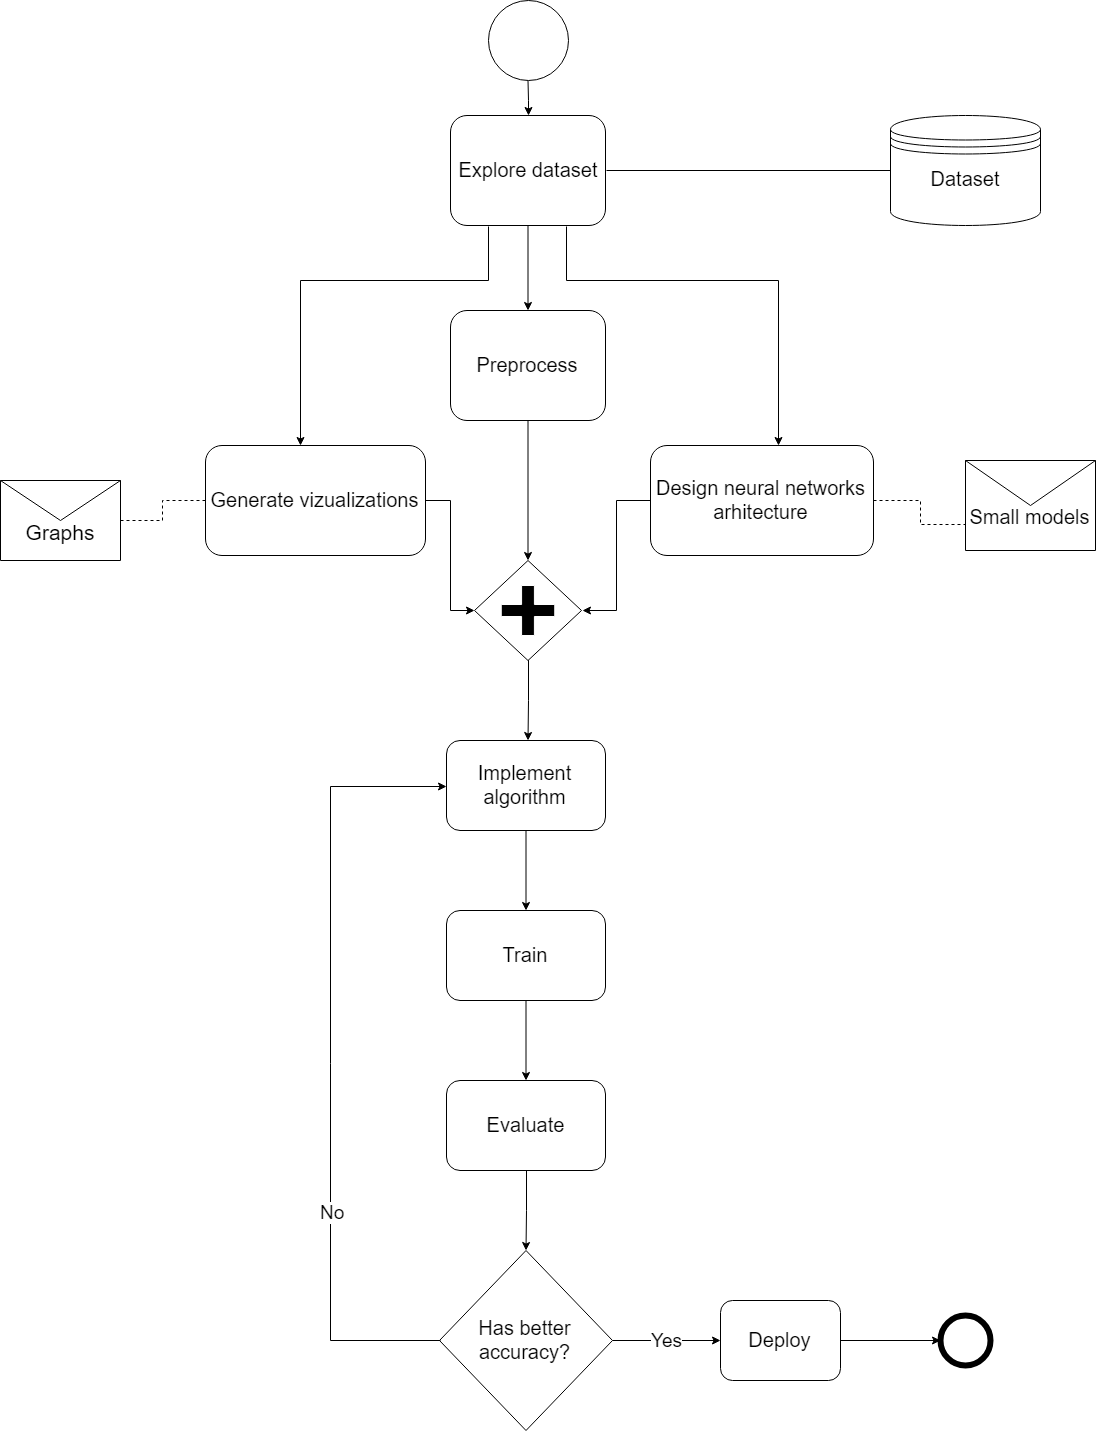 Explore dataset
Dataset
Preprocess
Generate vizualizations
Design neural networks
arhitecture
Graphs
Small models
Implement
algorithm
Train
Evaluate
No
Has better
accuracy?
Yes
Deploy